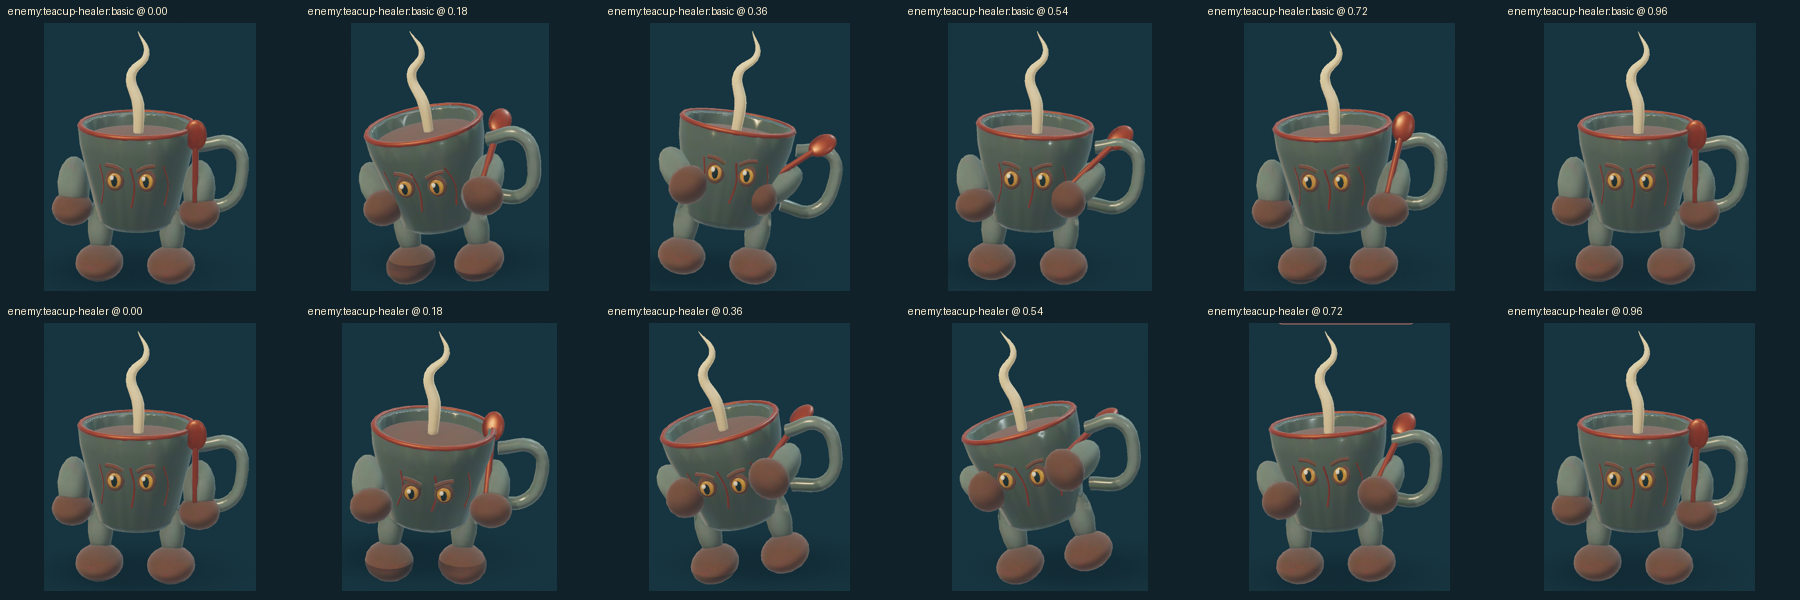 enemy:teacup-healer:basic @ 0.00
enemy:teacup-healer:basic @ 0.18
enemy:teacup-healer:basic @ 0.36
enemy:teacup-healer:basic @ 0.54
enemy:teacup-healer:basic @ 0.72
enemy:teacup-healer:basic @ 0.96
enemy:teacup-healer @ 0.00
enemy:teacup-healer @ 0.18
enemy:teacup-healer @ 0.36
enemy:teacup-healer @ 0.54
enemy:teacup-healer @ 0.72
enemy:teacup-healer @ 0.96